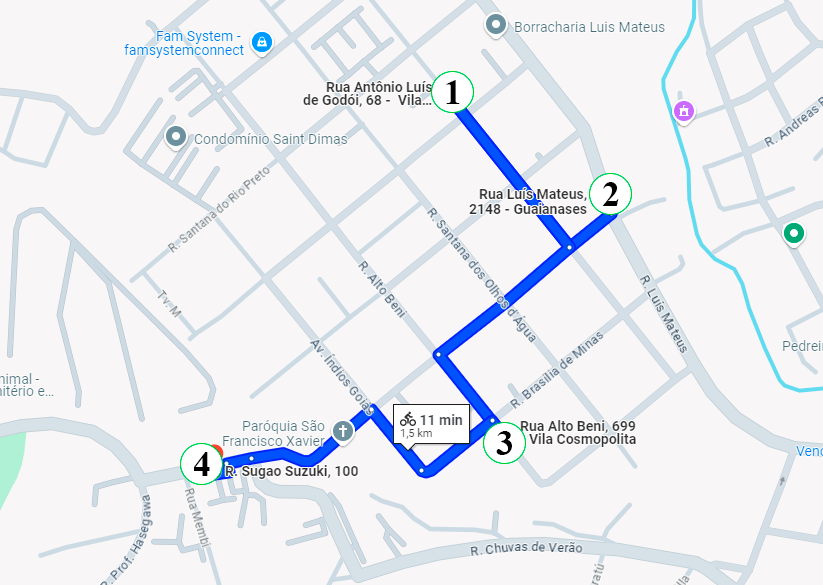 Borracharia Luis Mateus
Fam System -
famsystemconnect
Rua Antônio Luís
de Godói, 68 - Vila...
1
R. Andreas
Condomínio Saint Dimas
R. Santana do Rio Preto
Rua Luís Mateus,
2148 - Guaianases
2
R. Santana dos Olhos d'Água
R. Alto Beni
R. Luis Mateus
Tv. M
Av. Índios Goiás
R. Brasília de Minas
Pedreir
nimal -
nitério e...
11 min
1,5 km
Rua Alto Beni, 699
Vila Cosmopolita
3
Paróquia São
Francisco Xavier
4
R. Sugao Suzuki, 100
Vend
Rua Membi
R. Prof. Hasegawa
R. Chuvas de Verão